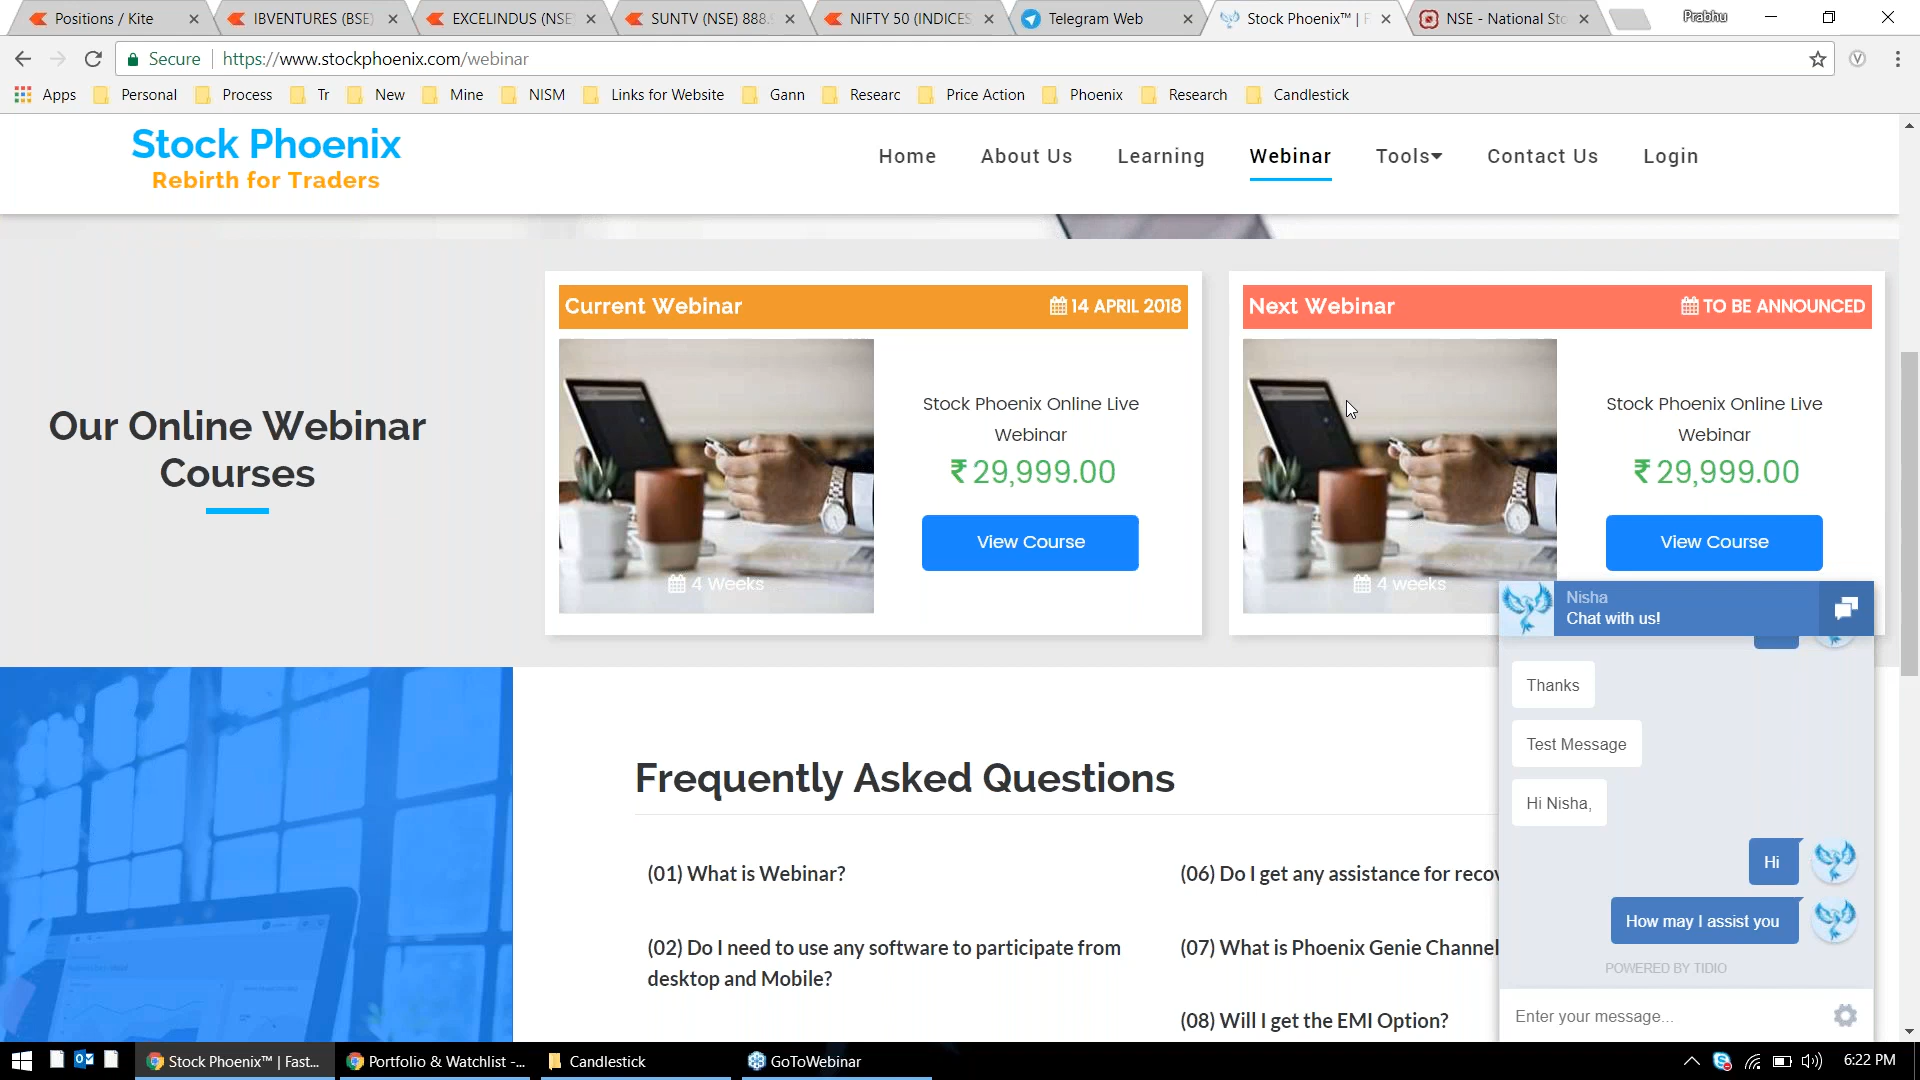 Positions / Kite
IBVENTURES (BSE)
EXCELINDUS (NSE
SUNTV (NSE) 888.
NIFTY 50 (INDICES
Telegram Web
Stock Phoenix™ | F
NSE - National Sto
Prabhu
Secure
https://www.stockphoenix.com/webinar
Apps
Personal
Process
Tr
New
Mine
NISM
Links for Website
Gann
Researc
Price Action
Phoenix
Research
Candlestick
Stock Phoenix
Rebirth for Traders
Home
About Us
Learning
Webinar
Tools
Contact Us
Login
Our Online Webinar
Courses
Current Webinar
14 APRIL 2018
Stock Phoenix Online Live
Webinar
₹ 29,999.00
View Course
4 Weeks
Next Webinar
TO BE ANNOUNCED
Stock Phoenix Online Live
Webinar
₹ 29,999.00
View Course
4 weeks
Frequently Asked Questions
(01) What is Webinar?
(02) Do I need to use any software to participate from
desktop and Mobile?
(06) Do I get any assistance for recov
(07) What is Phoenix Genie Channel
(08) Will I get the EMI Option?
Nisha
Chat with us!
Thanks
Test Message
Hi Nisha,
Hi
How may I assist you
POWERED BY TIDIO
Enter your message...
Stock Phoenix™ | Fast...
Portfolio & Watchlist -...
Candlestick
GoToWebinar
6:22 PM